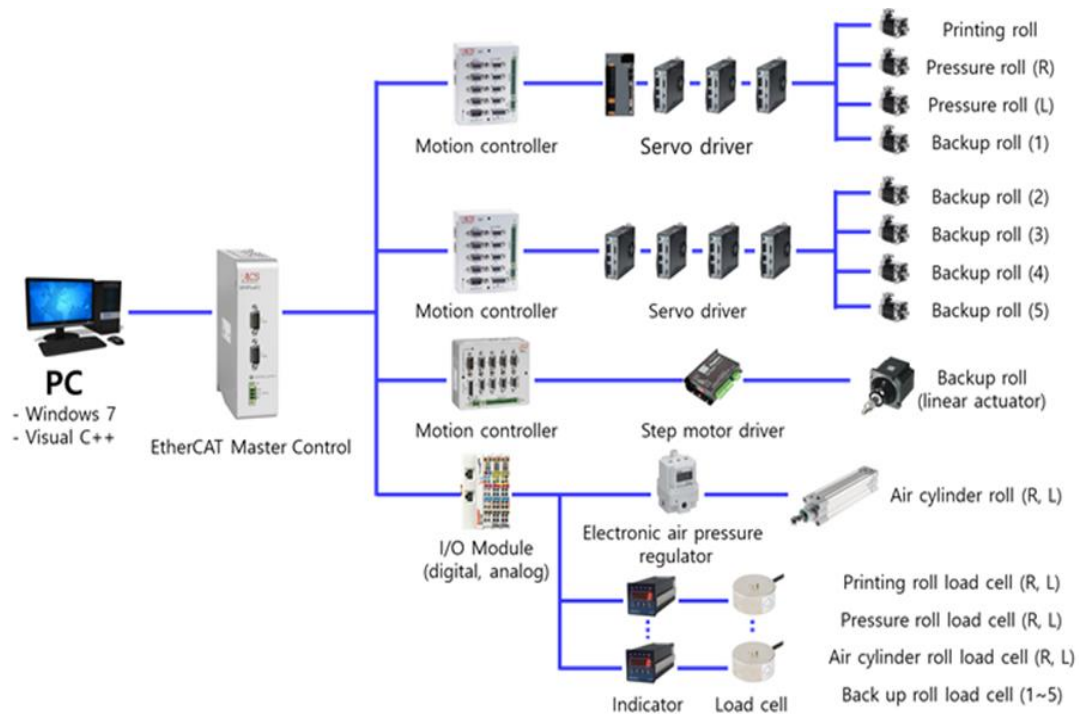 Printing roll
Pressure roll (R)
Pressure roll (L)
Backup roll (1)
Motion controller
Servo driver
Backup roll (2)
Backup roll (3)
Backup roll (4)
Backup roll (5)
Motion controller
Servo driver
PC
- Windows 7
- Visual C++
ACS
EtherCAT Master Control
Backup roll
(linear actuator)
Motion controller
Step motor driver
Air cylinder roll (R, L)
I/O Module
(digital, analog)
Electronic air pressure
regulator
Printing roll load cell (R, L)
Pressure roll load cell (R, L)
Air cylinder roll load cell (R, L)
Back up roll load cell (1~5)
Indicator
Load cell